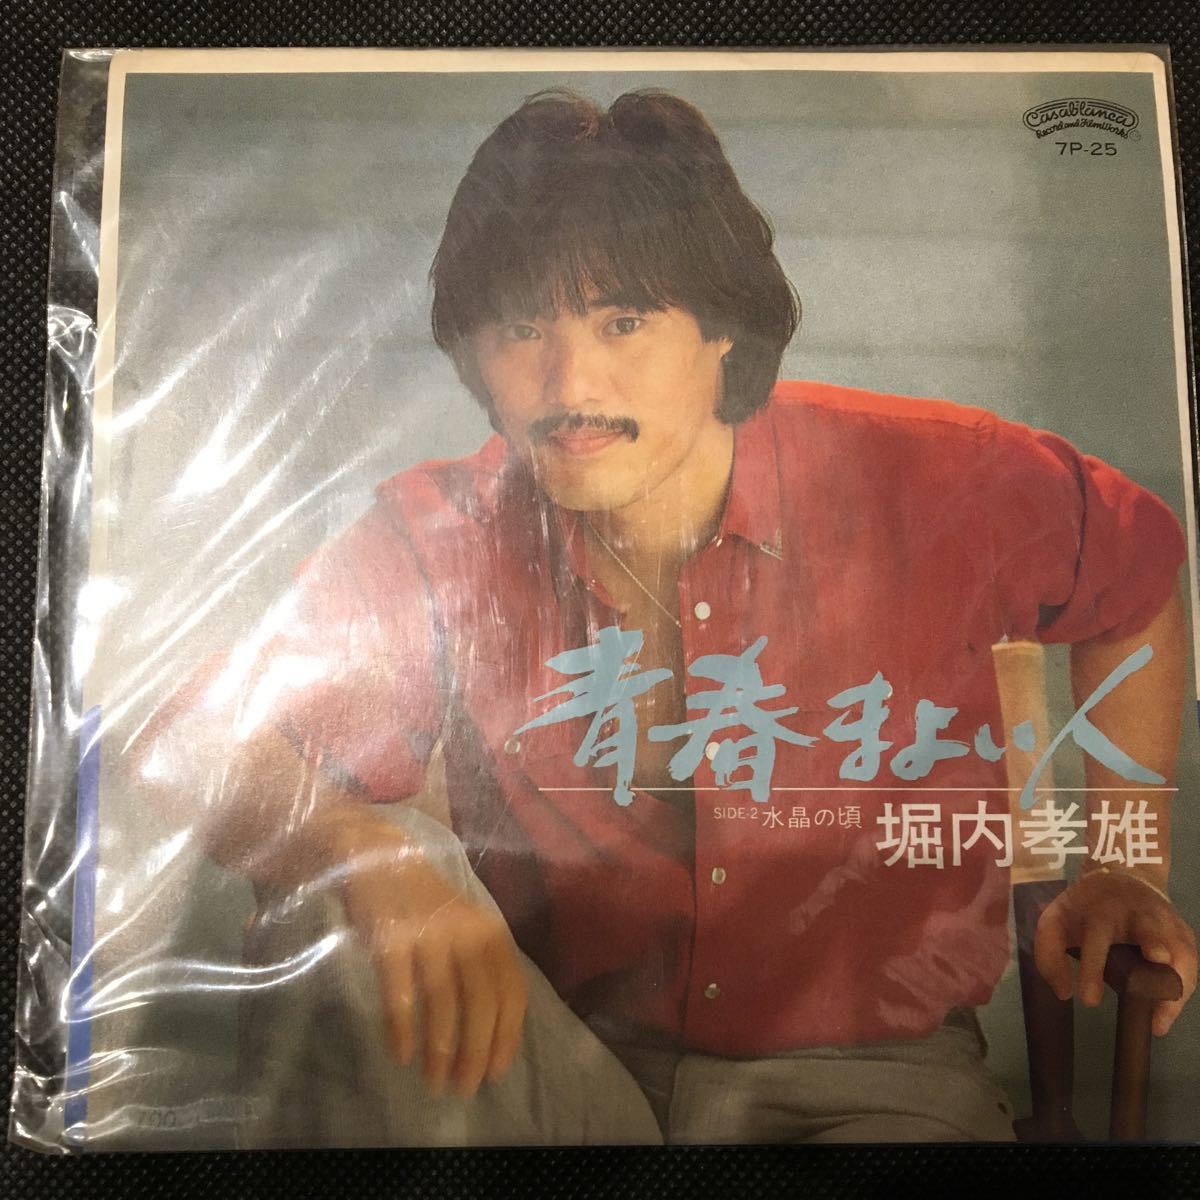 Casablanca
Record and FilmWorks
7P-25
青春まよい人
SIDE-2 水晶の頃
堀内孝雄
700